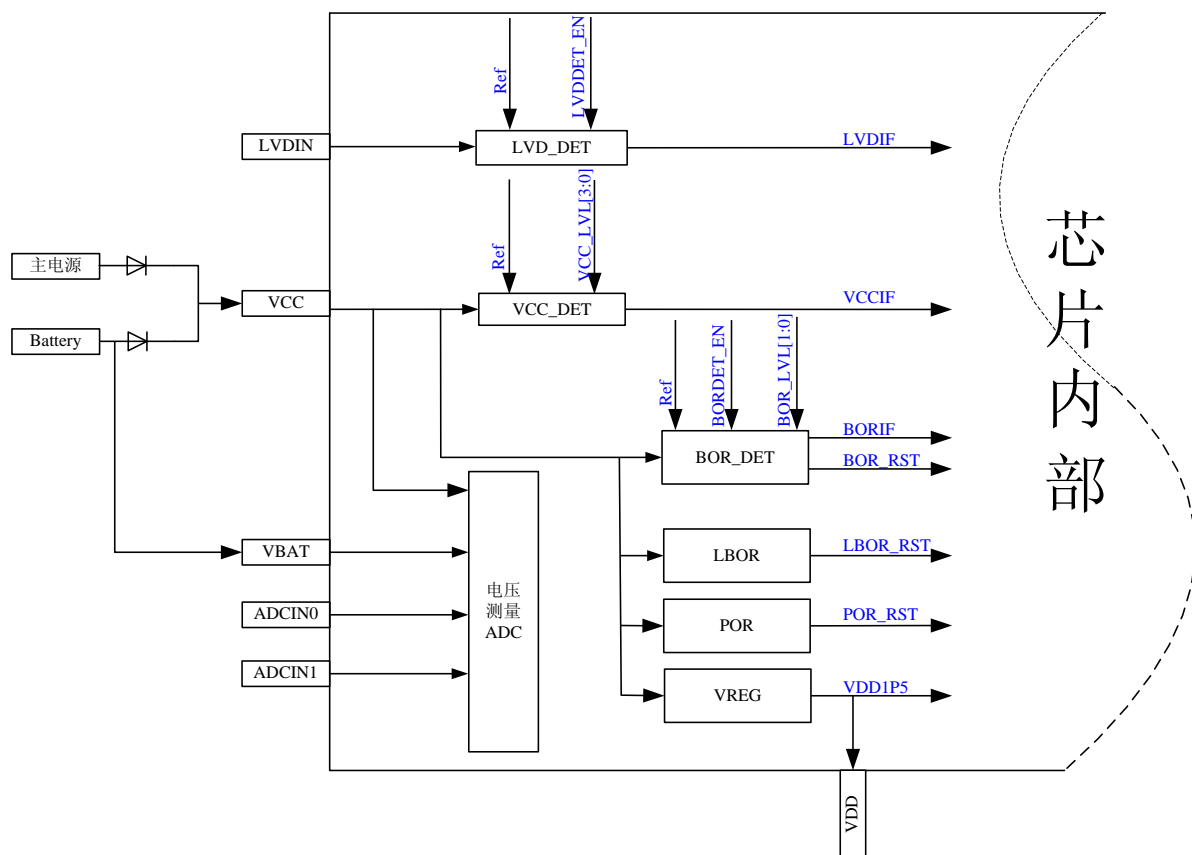 Ref
LVDDET_EN
LVDIN
LVD_DET
LVDIF
Ref
VCC_LVL[3:0]
主电源
VCC
VCC_DET
VCCIF
Battery
Ref
BORDET_EN
BOR_LVL[1:0]
BOR_DET
BORIF
BOR_RST
VBAT
LBOR
LBOR_RST
ADCIN0
电压
测量
ADC
POR
POR_RST
ADCIN1
VREG
VDD1P5
VDD
芯片内部